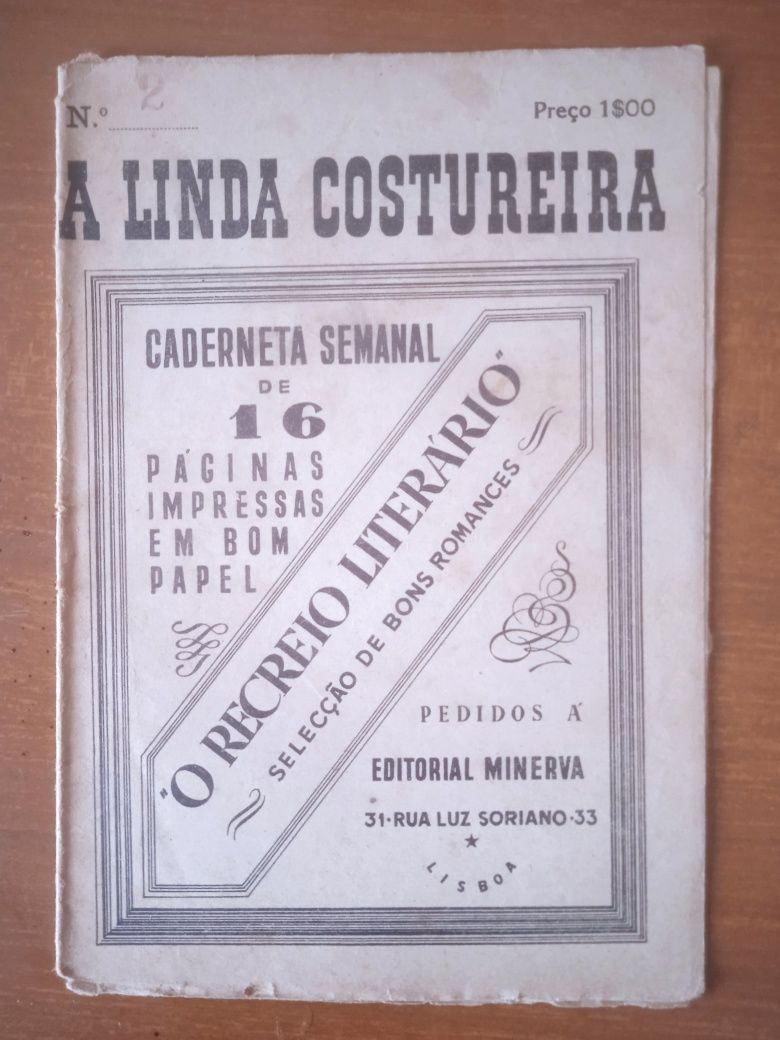 N.º 2
Preço 1$00
A LINDA COSTUREIRA
CADERNETA SEMANAL
DE
16
PÁGINAS
IMPRESSAS
EM BOM
PAPEL
"O RECREIO LITERÁRIO"
SELECÇÃO DE BONS ROMANCES
PEDIDOS Á
EDITORIAL MINERVA
31·RUA LUZ SORIANO·33
LISBOA